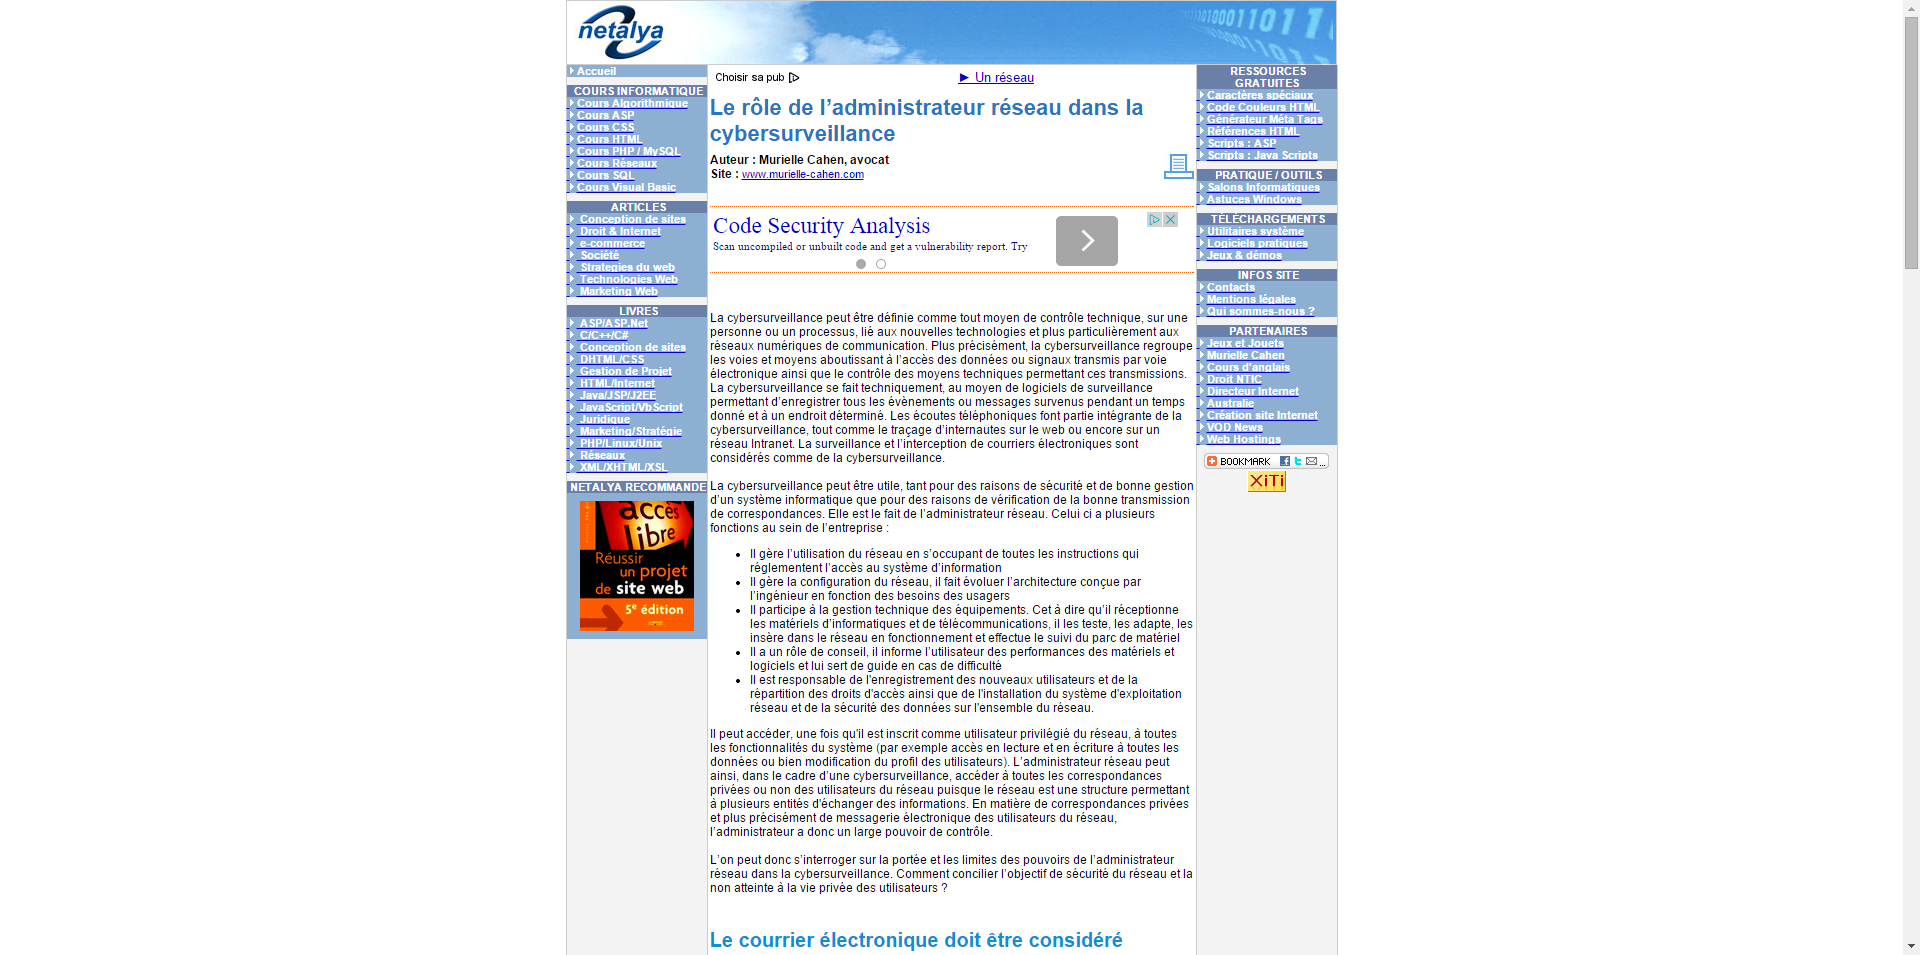 netalya
Accueil
COURS INFORMATIQUE
Cours Algorithmique
Cours ASP
Cours CSS
Cours HTML
Cours PHP / MySQL
Cours Réseaux
Cours SQL
Cours Visual Basic
ARTICLES
Conception de sites
Droit & Internet
e-commerce
Société
Strategies du web
Technologies Web
Marketing Web
LIVRES
ASP/ASP.Net
C/C++/C#
Conception de sites
DHTML/CSS
Gestion de Projet
HTML/Internet
Java/JSP/J2EE
JavaScript/VbScript
Juridique
Marketing/Stratégie
PHP/Linux/Unix
Réseaux
XML/XHTML/XSL
NETALYA RECOMMANDE
accès
libre
Réussir
un projet
de site web
5e édition
Choisir sa pub
► Un réseau
Le rôle de l’administrateur réseau dans la
cybersurveillance
Auteur : Murielle Cahen, avocat
Site : www.murielle-cahen.com
Code Security Analysis
Scan uncompiled or unbuilt code and get a vulnerability report. Try
La cybersurveillance peut être définie comme tout moyen de contrôle technique, sur une
personne ou un processus, lié aux nouvelles technologies et plus particulièrement aux
réseaux numériques de communication. Plus précisément, la cybersurveillance regroupe
les voies et moyens aboutissant à l’accès des données ou signaux transmis par voie
électronique ainsi que le contrôle des moyens techniques permettant ces transmissions.
La cybersurveillance se fait techniquement, au moyen de logiciels de surveillance
permettant d’enregistrer tous les évènements ou messages survenus pendant un temps
donné et à un endroit déterminé. Les écoutes téléphoniques font partie intégrante de la
cybersurveillance, tout comme le traçage d’internautes sur le web ou encore sur un
réseau Intranet. La surveillance et l’interception de courriers électroniques sont
considérés comme de la cybersurveillance.
La cybersurveillance peut être utile, tant pour des raisons de sécurité et de bonne gestion
d’un système informatique que pour des raisons de vérification de la bonne transmission
de correspondances. Elle est le fait de l’administrateur réseau. Celui ci a plusieurs
fonctions au sein de l’entreprise :
• Il gère l’utilisation du réseau en s’occupant de toutes les instructions qui
réglementent l’accès au système d’information
• Il gère la configuration du réseau, il fait évoluer l’architecture conçue par
l’ingénieur en fonction des besoins des usagers
• Il participe à la gestion technique des équipements. Cet à dire qu’il réceptionne
les matériels d’informatiques et de télécommunications, il les teste, les adapte, les
insère dans le réseau en fonctionnement et effectue le suivi du parc de matériel
• Il a un rôle de conseil, il informe l’utilisateur des performances des matériels et
logiciels et lui sert de guide en cas de difficulté
• Il est responsable de l'enregistrement des nouveaux utilisateurs et de la
répartition des droits d'accès ainsi que de l'installation du système d'exploitation
réseau et de la sécurité des données sur l'ensemble du réseau.
Il peut accéder, une fois qu'il est inscrit comme utilisateur privilégié du réseau, à toutes
les fonctionnalités du système (par exemple accès en lecture et en écriture à toutes les
données ou bien modification du profil des utilisateurs). L’administrateur réseau peut
ainsi, dans le cadre d’une cybersurveillance, accéder à toutes les correspondances
privées ou non des utilisateurs du réseau puisque le réseau est une structure permettant
à plusieurs entités d'échanger des informations. En matière de correspondances privées
et plus précisément de messagerie électronique des utilisateurs du réseau,
l’administrateur a donc un large pouvoir de contrôle.
L’on peut donc s’interroger sur la portée et les limites des pouvoirs de l’administrateur
réseau dans la cybersurveillance. Comment concilier l’objectif de sécurité du réseau et la
non atteinte à la vie privée des utilisateurs ?
Le courrier électronique doit être considéré
RESSOURCES
GRATUITES
Caractères spéciaux
Code Couleurs HTML
Générateur Méta Tags
Références HTML
Scripts : ASP
Scripts : Java Scripts
PRATIQUE / OUTILS
Salons Informatiques
Astuces Windows
TÉLÉCHARGEMENTS
Utilitaires système
Logiciels pratiques
Jeux & démos
INFOS SITE
Contacts
Mentions légales
Qui sommes-nous ?
PARTENAIRES
Jeux et Jouets
Murielle Cahen
Cours d'anglais
Droit NTIC
Directeur Internet
Australie
Création site Internet
VOD News
Web Hostings
BOOKMARK
XiTi